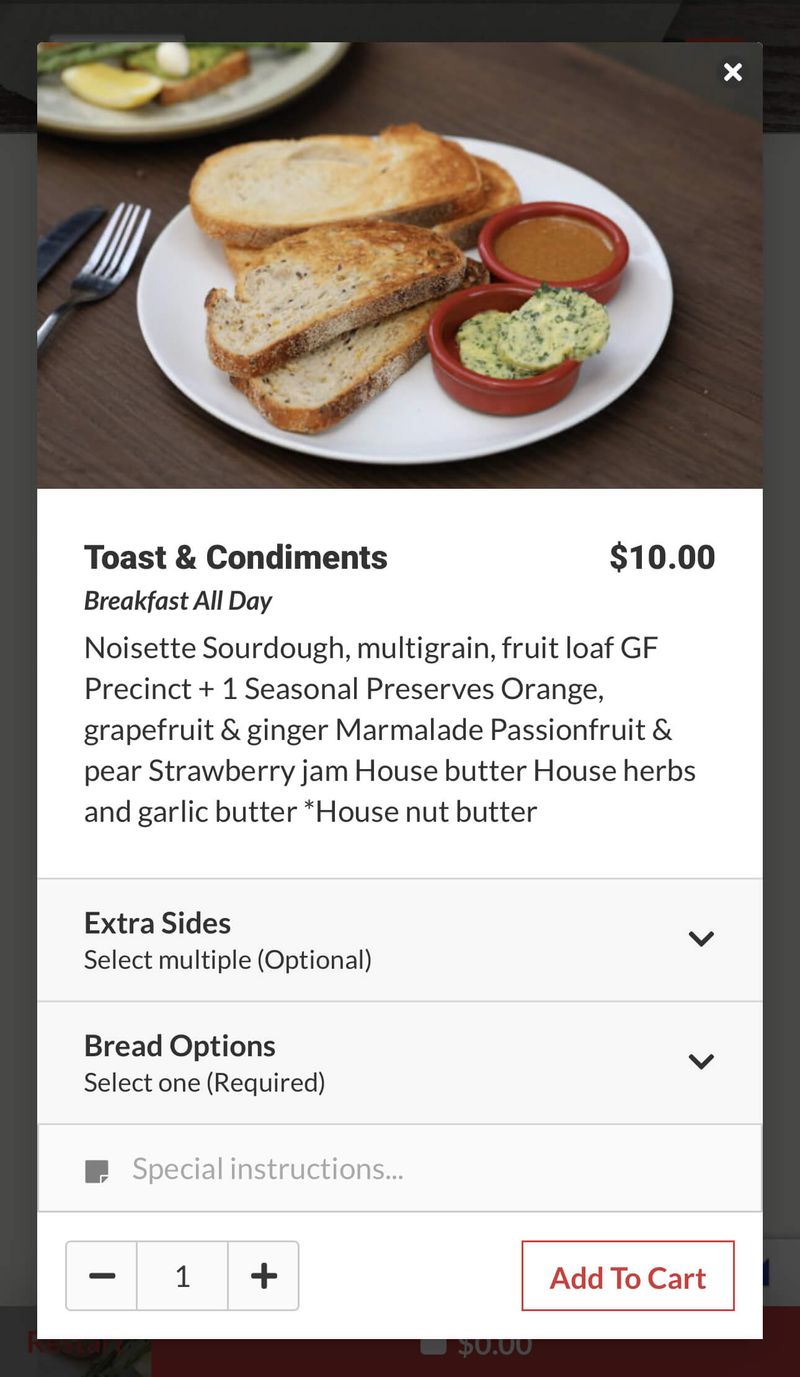 Toast & Condiments $10.00
Breakfast All Day
Noisette Sourdough, multigrain, fruit loaf GF
Precinct + 1 Seasonal Preserves Orange,
grapefruit & ginger Marmalade Passionfruit &
pear Strawberry jam House butter House herbs
and garlic butter *House nut butter
Extra Sides
Select multiple (Optional)
Bread Options
Select one (Required)
Special instructions...
1
Add To Cart
Restart $0.00